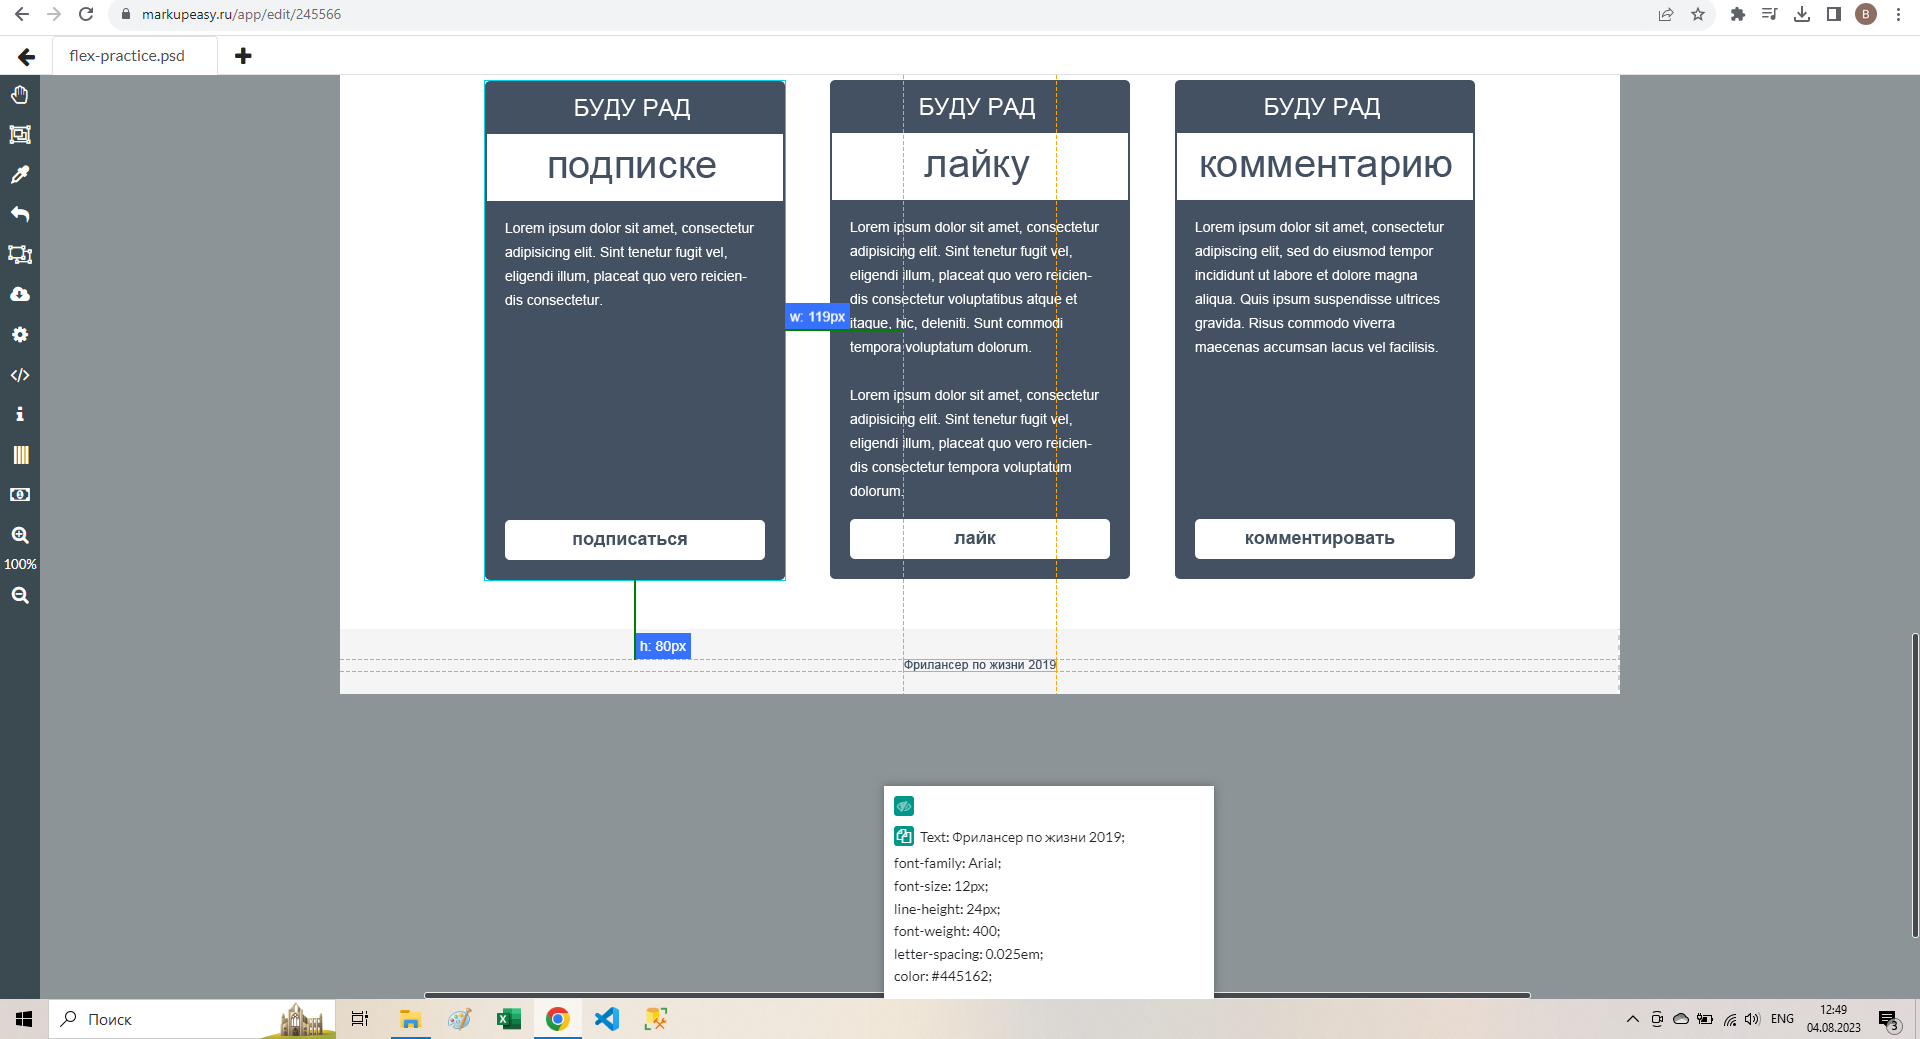 markupeasy.ru/app/edit/245566
B
flex-practice.psd
БУДУ РАД
подписке
Lorem ipsum dolor sit amet, consectetur
adipisicing elit. Sint tenetur fugit vel,
eligendi illum, placeat quo vero reicien-
dis consectetur.
подписаться
БУДУ РАД
лайку
Lorem ipsum dolor sit amet, consectetur
adipisicing elit. Sint tenetur fugit vel,
eligendi illum, placeat quo vero reicien-
dis consectetur voluptatibus atque et
itaque, hic, deleniti. Sunt commodi
tempora voluptatum dolorum.
Lorem ipsum dolor sit amet, consectetur
adipisicing elit. Sint tenetur fugit vel,
eligendi illum, placeat quo vero reicien-
dis consectetur tempora voluptatum
dolorum.
лайк
БУДУ РАД
комментарию
Lorem ipsum dolor sit amet, consectetur
adipiscing elit, sed do eiusmod tempor
incididunt ut labore et dolore magna
aliqua. Quis ipsum suspendisse ultrices
gravida. Risus commodo viverra
maecenas accumsan lacus vel facilisis.
комментировать
w: 119px
h: 80px
100%
Фрилансер по жизни 2019
Text: Фрилансер по жизни 2019;
font-family: Arial;
font-size: 12px;
line-height: 24px;
font-weight: 400;
letter-spacing: 0.025em;
color: #445162;
Поиск
ENG
12:49
04.08.2023
3